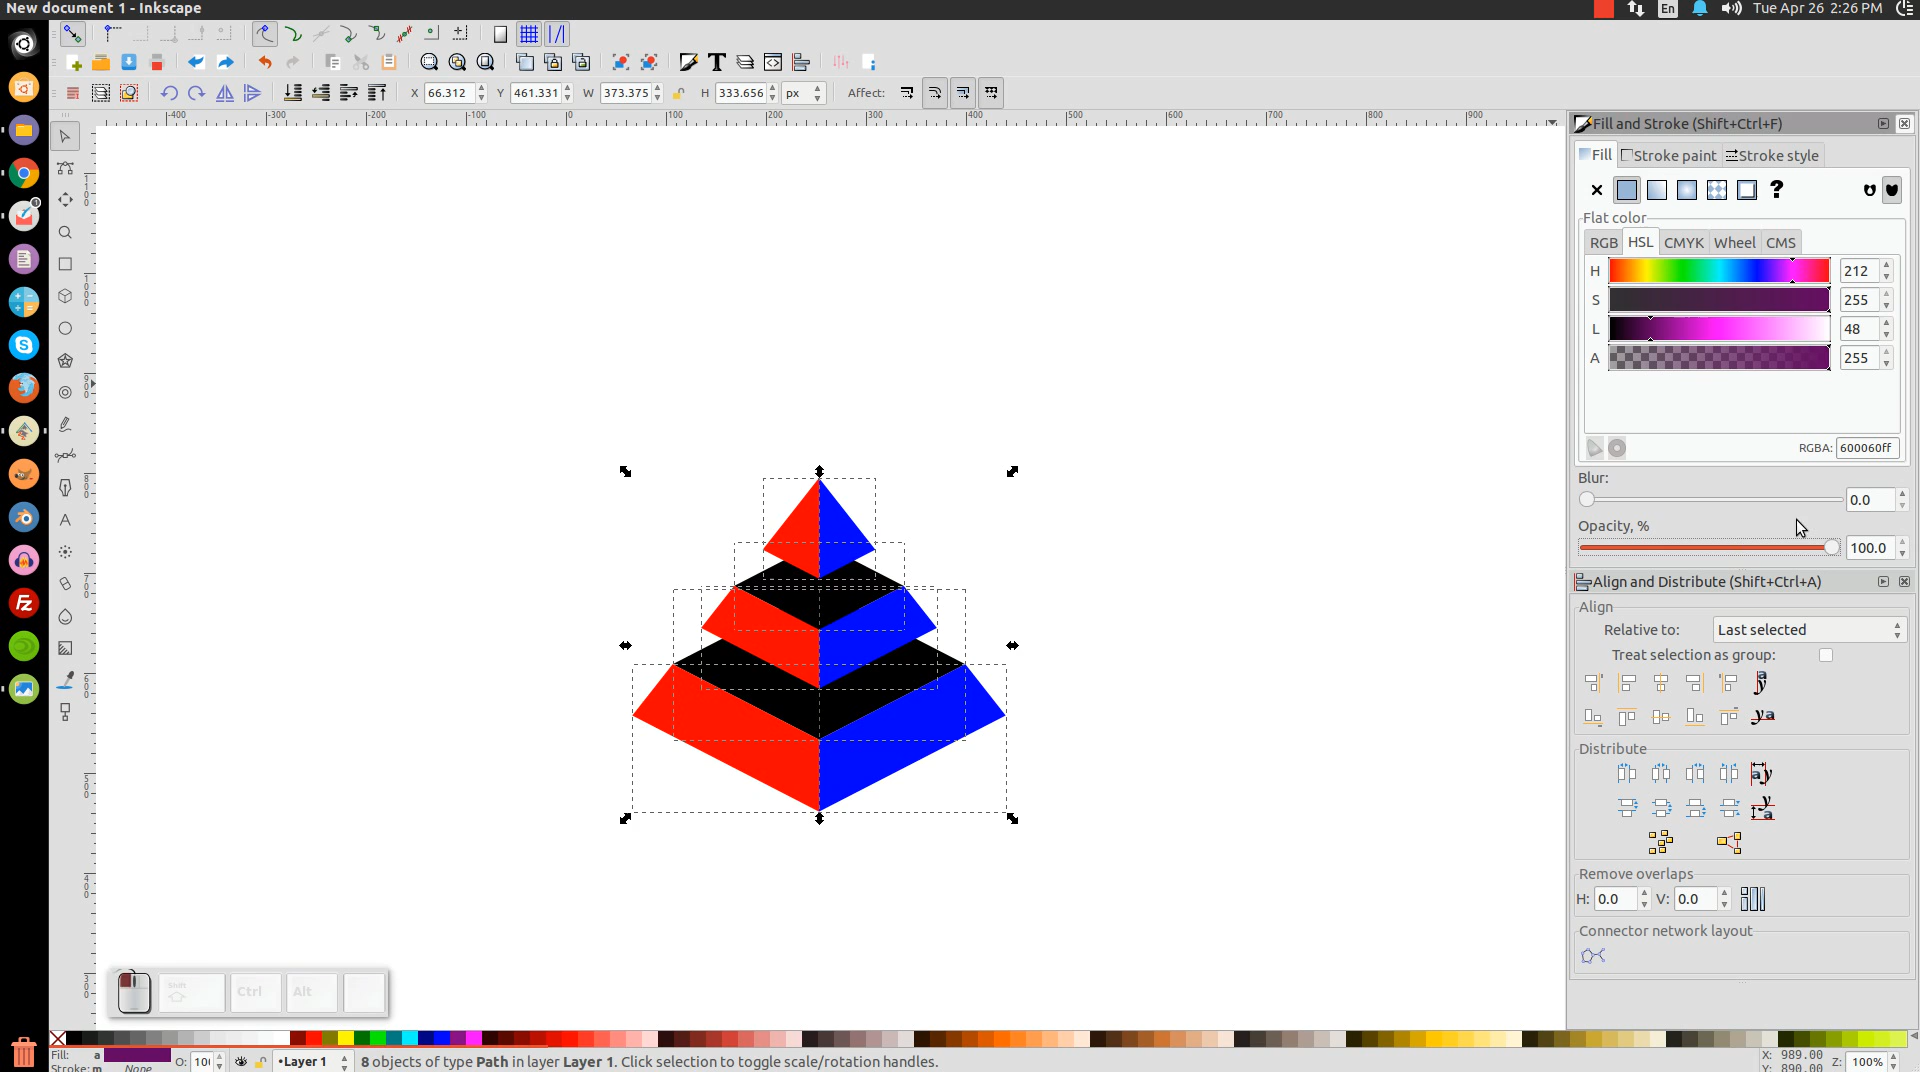 New document 1 - Inkscape
En
Tue Apr 26 2:26 PM
X 66.312 Y 461.331 W 373.375 H 333.656 px Affect:
-400 -300 -200 -100 0 100 200 300 400 500 600 700 800 900
Fill and Stroke (Shift+Ctrl+F)
Fill Stroke paint Stroke style
Flat color
RGB HSL CMYK Wheel CMS
H 212
S 255
L 48
A 255
RGBA: 600060ff
Blur:
0.0
Opacity, %
100.0
Align and Distribute (Shift+Ctrl+A)
Align
Relative to: Last selected
Treat selection as group:
Distribute
Remove overlaps
H: 0.0 V: 0.0
Connector network layout
Shift Ctrl Alt
Fill: a O: 10 •Layer 1 8 objects of type Path in layer Layer 1. Click selection to toggle scale/rotation handles. X: 989.00 Z: 100%
Stroke: m None Y: 890.00